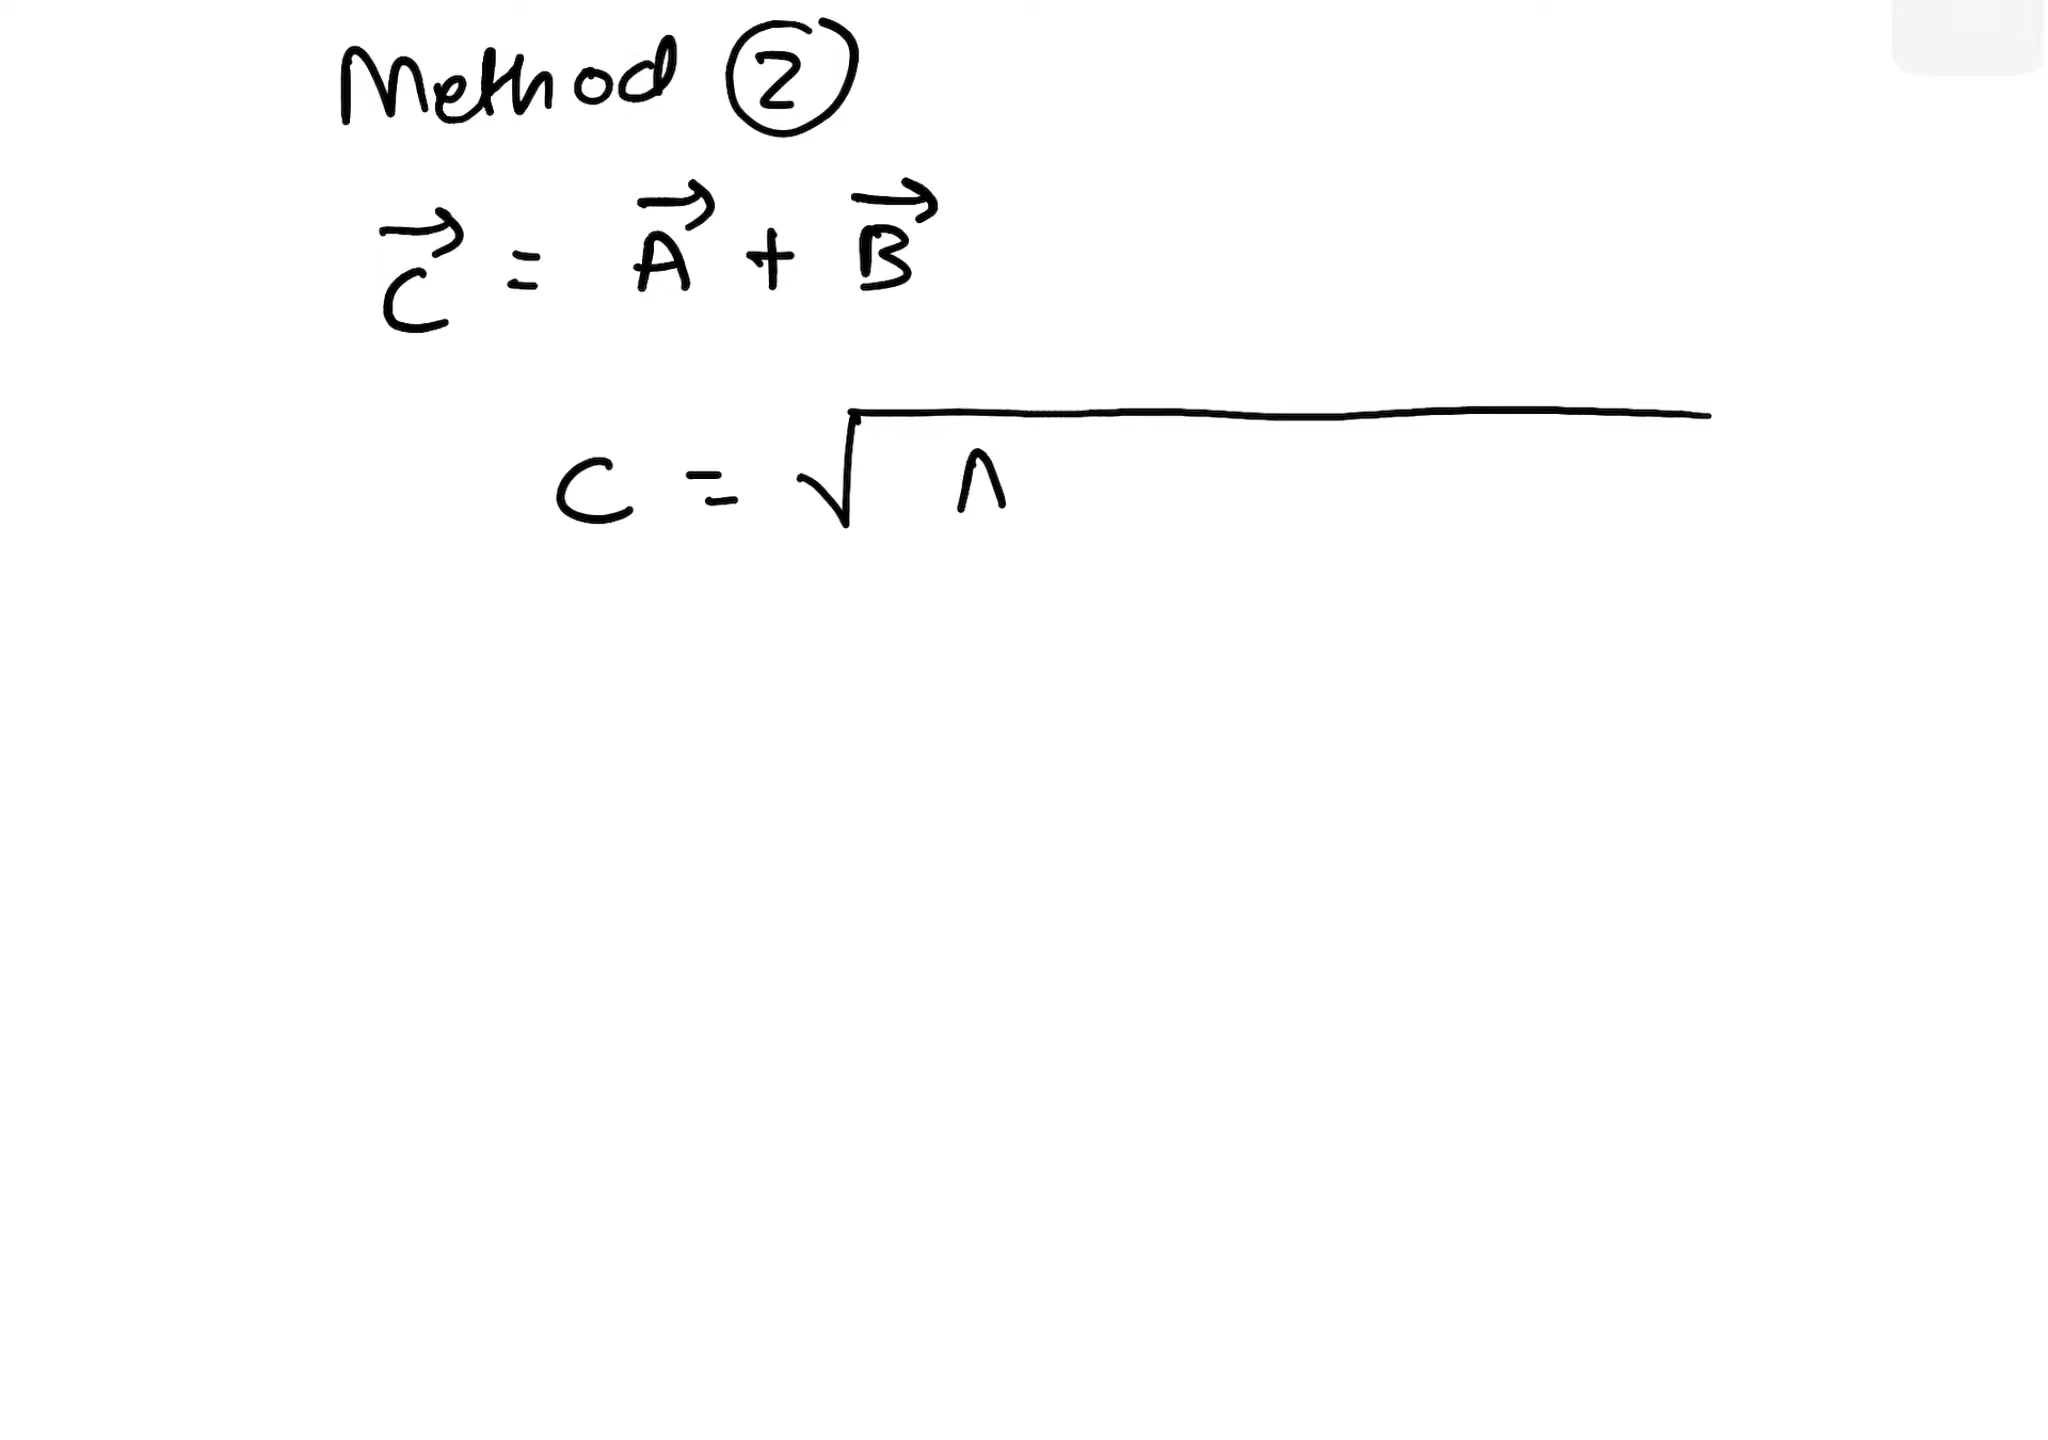 Method ②
C⃗ = A⃗ + B⃗
C = √ Λ